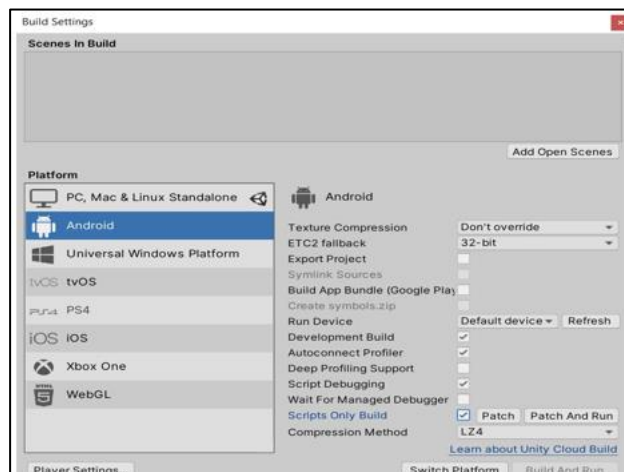 Build Settings
Scenes In Build
Add Open Scenes
Platform
PC, Mac & Linux Standalone
Android
Universal Windows Platform
tvOS tvOS
PS4 PS4
iOS iOS
Xbox One
WebGL
Android
Texture Compression Don't override
ETC2 fallback 32-bit
Export Project
Symlink Sources
Build App Bundle (Google Play
Create symbols.zip
Run Device Default device Refresh
Development Build
Autoconnect Profiler
Deep Profiling Support
Script Debugging
Wait For Managed Debugger
Scripts Only Build Patch Patch And Run
Compression Method LZ4
Learn about Unity Cloud Build
Player Settings... Switch Platform Build And Run